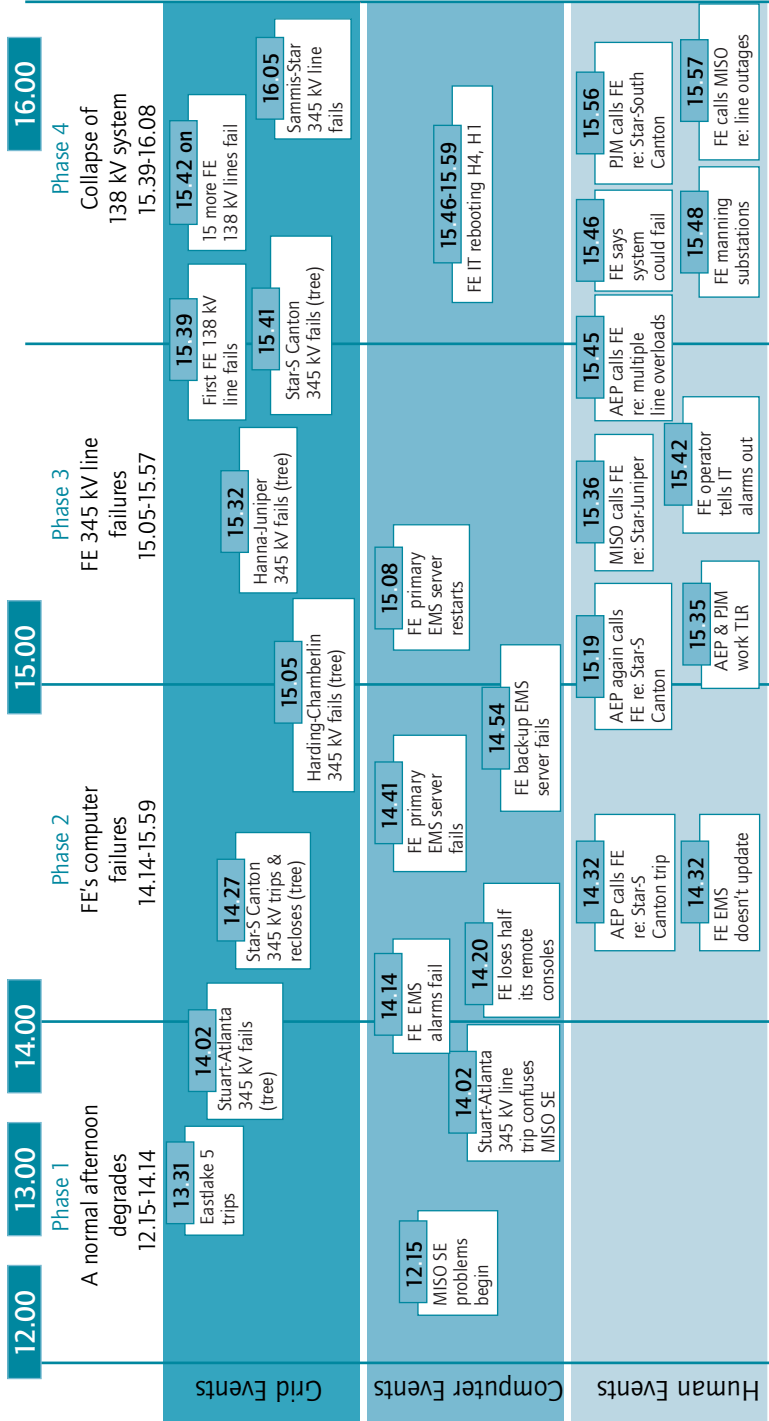 12.00
13.00
14.00
15.00
16.00
Phase 1
A normal afternoon
degrades
12.15-14.14
Phase 2
FE's computer
failures
14.14-15.59
Phase 3
FE 345 kV line
failures
15.05-15.57
Phase 4
Collapse of
138 kV system
15.39-16.08
Grid Events
13.31
Eastlake 5
trips
14.02
Stuart-Atlanta
345 kV fails
(tree)
14.27
Star-S Canton
345 kV trips &
recloses (tree)
15.05
Harding-Chamberlin
345 kV fails (tree)
15.32
Hanna-Juniper
345 kV fails (tree)
15.39
First FE 138 kV
line fails
15.41
Star-S Canton
345 kV fails (tree)
15.42 on
15 more FE
138 kV lines fail
16.05
Sammis-Star
345 kV line
fails
Computer Events
12.15
MISO SE
problems
begin
14.02
Stuart-Atlanta
345 kV line
trip confuses
MISO SE
14.14
FE EMS
alarms fail
14.20
FE loses half
its remote
consoles
14.41
FE primary
EMS server
fails
14.54
FE back-up EMS
server fails
15.08
FE primary
EMS server
restarts
15.46-15.59
FE IT rebooting H4, H1
Human Events
14.32
AEP calls FE
re: Star-S
Canton trip
14.32
FE EMS
doesn't update
15.19
AEP again calls
FE re: Star-S
Canton
15.35
AEP & PJM
work TLR
15.36
MISO calls FE
re: Star-Juniper
15.42
FE operator
tells IT
alarms out
15.45
AEP calls FE
re: multiple
line overloads
15.46
FE says
system
could fail
15.48
FE manning
substations
15.56
PJM calls FE
re: Star-South
Canton
15.57
FE calls MISO
re: line outages